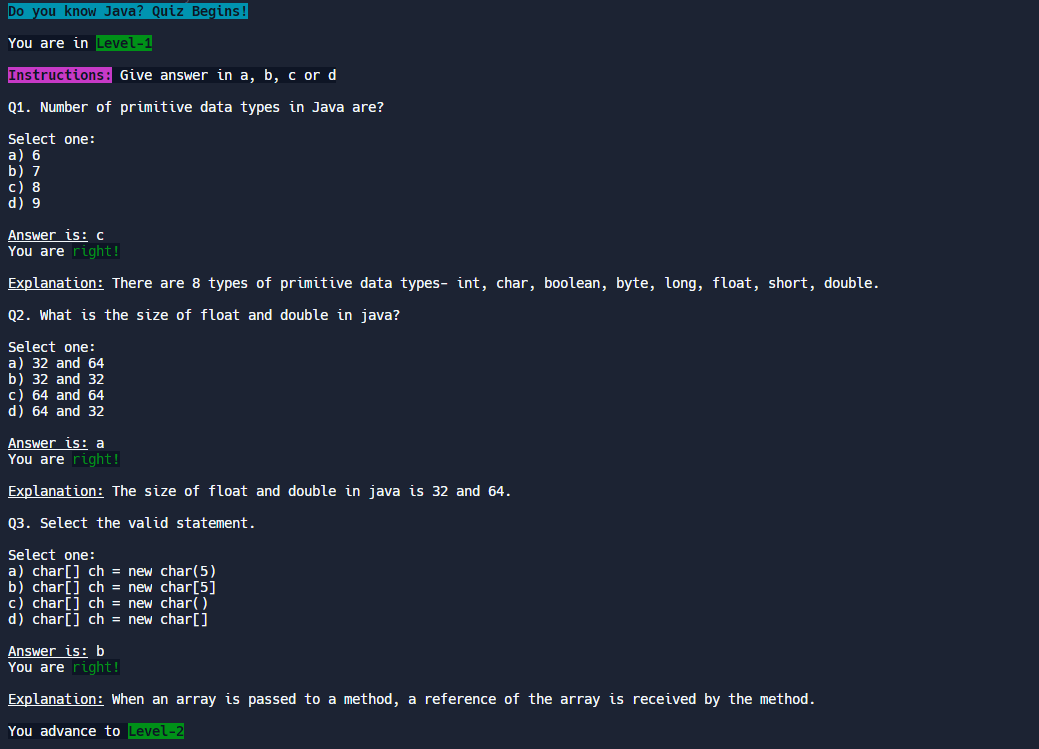 Do you know Java? Quiz Begins!
You are in Level-1
Instructions: Give answer in a, b, c or d
Q1. Number of primitive data types in Java are?
Select one:
a) 6
b) 7
c) 8
d) 9
Answer is: c
You are right!
Explanation: There are 8 types of primitive data types- int, char, boolean, byte, long, float, short, double.
Q2. What is the size of float and double in java?
Select one:
a) 32 and 64
b) 32 and 32
c) 64 and 64
d) 64 and 32
Answer is: a
You are right!
Explanation: The size of float and double in java is 32 and 64.
Q3. Select the valid statement.
Select one:
a) char[] ch = new char(5)
b) char[] ch = new char[5]
c) char[] ch = new char()
d) char[] ch = new char[]
Answer is: b
You are right!
Explanation: When an array is passed to a method, a reference of the array is received by the method.
You advance to Level-2